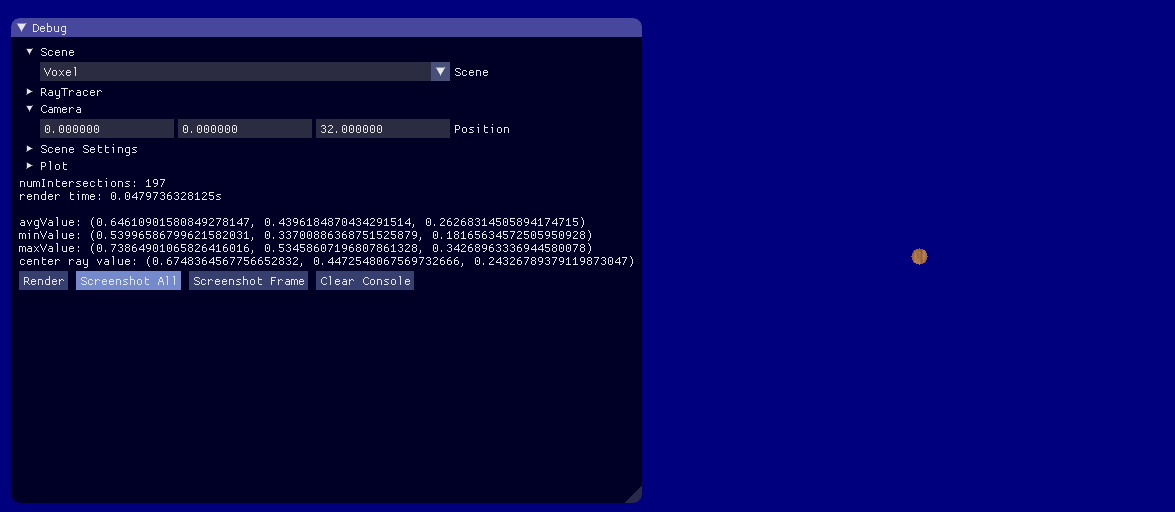 Debug
Scene
Voxel Scene
RayTracer
Camera
0.000000 0.000000 32.000000 Position
Scene Settings
Plot
numIntersections: 197
render time: 0.0479736328125s
avgValue: (0.64610901580849278147, 0.4396184870434291514, 0.26268314505894174715)
minValue: (0.53996586799621582031, 0.33700886368751525879, 0.18165634572505950928)
maxValue: (0.73864901065826416016, 0.53458607196807861328, 0.34268963336944580078)
center ray value: (0.6748364567756652832, 0.4472548067569732666, 0.24326789379119873047)
Render Screenshot All Screenshot Frame Clear Console